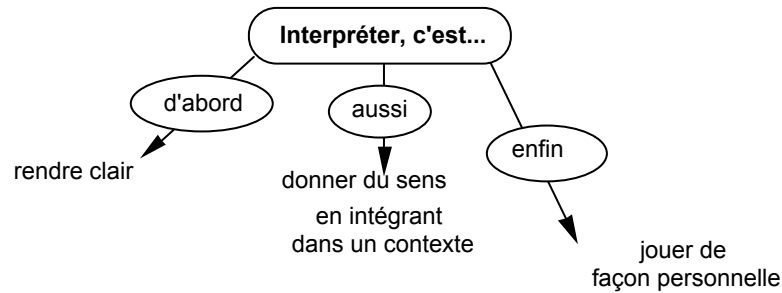 Interpréter, c'est...
d'abord
rendre clair
aussi
donner du sens
en intégrant
dans un contexte
enfin
jouer de
façon personnelle